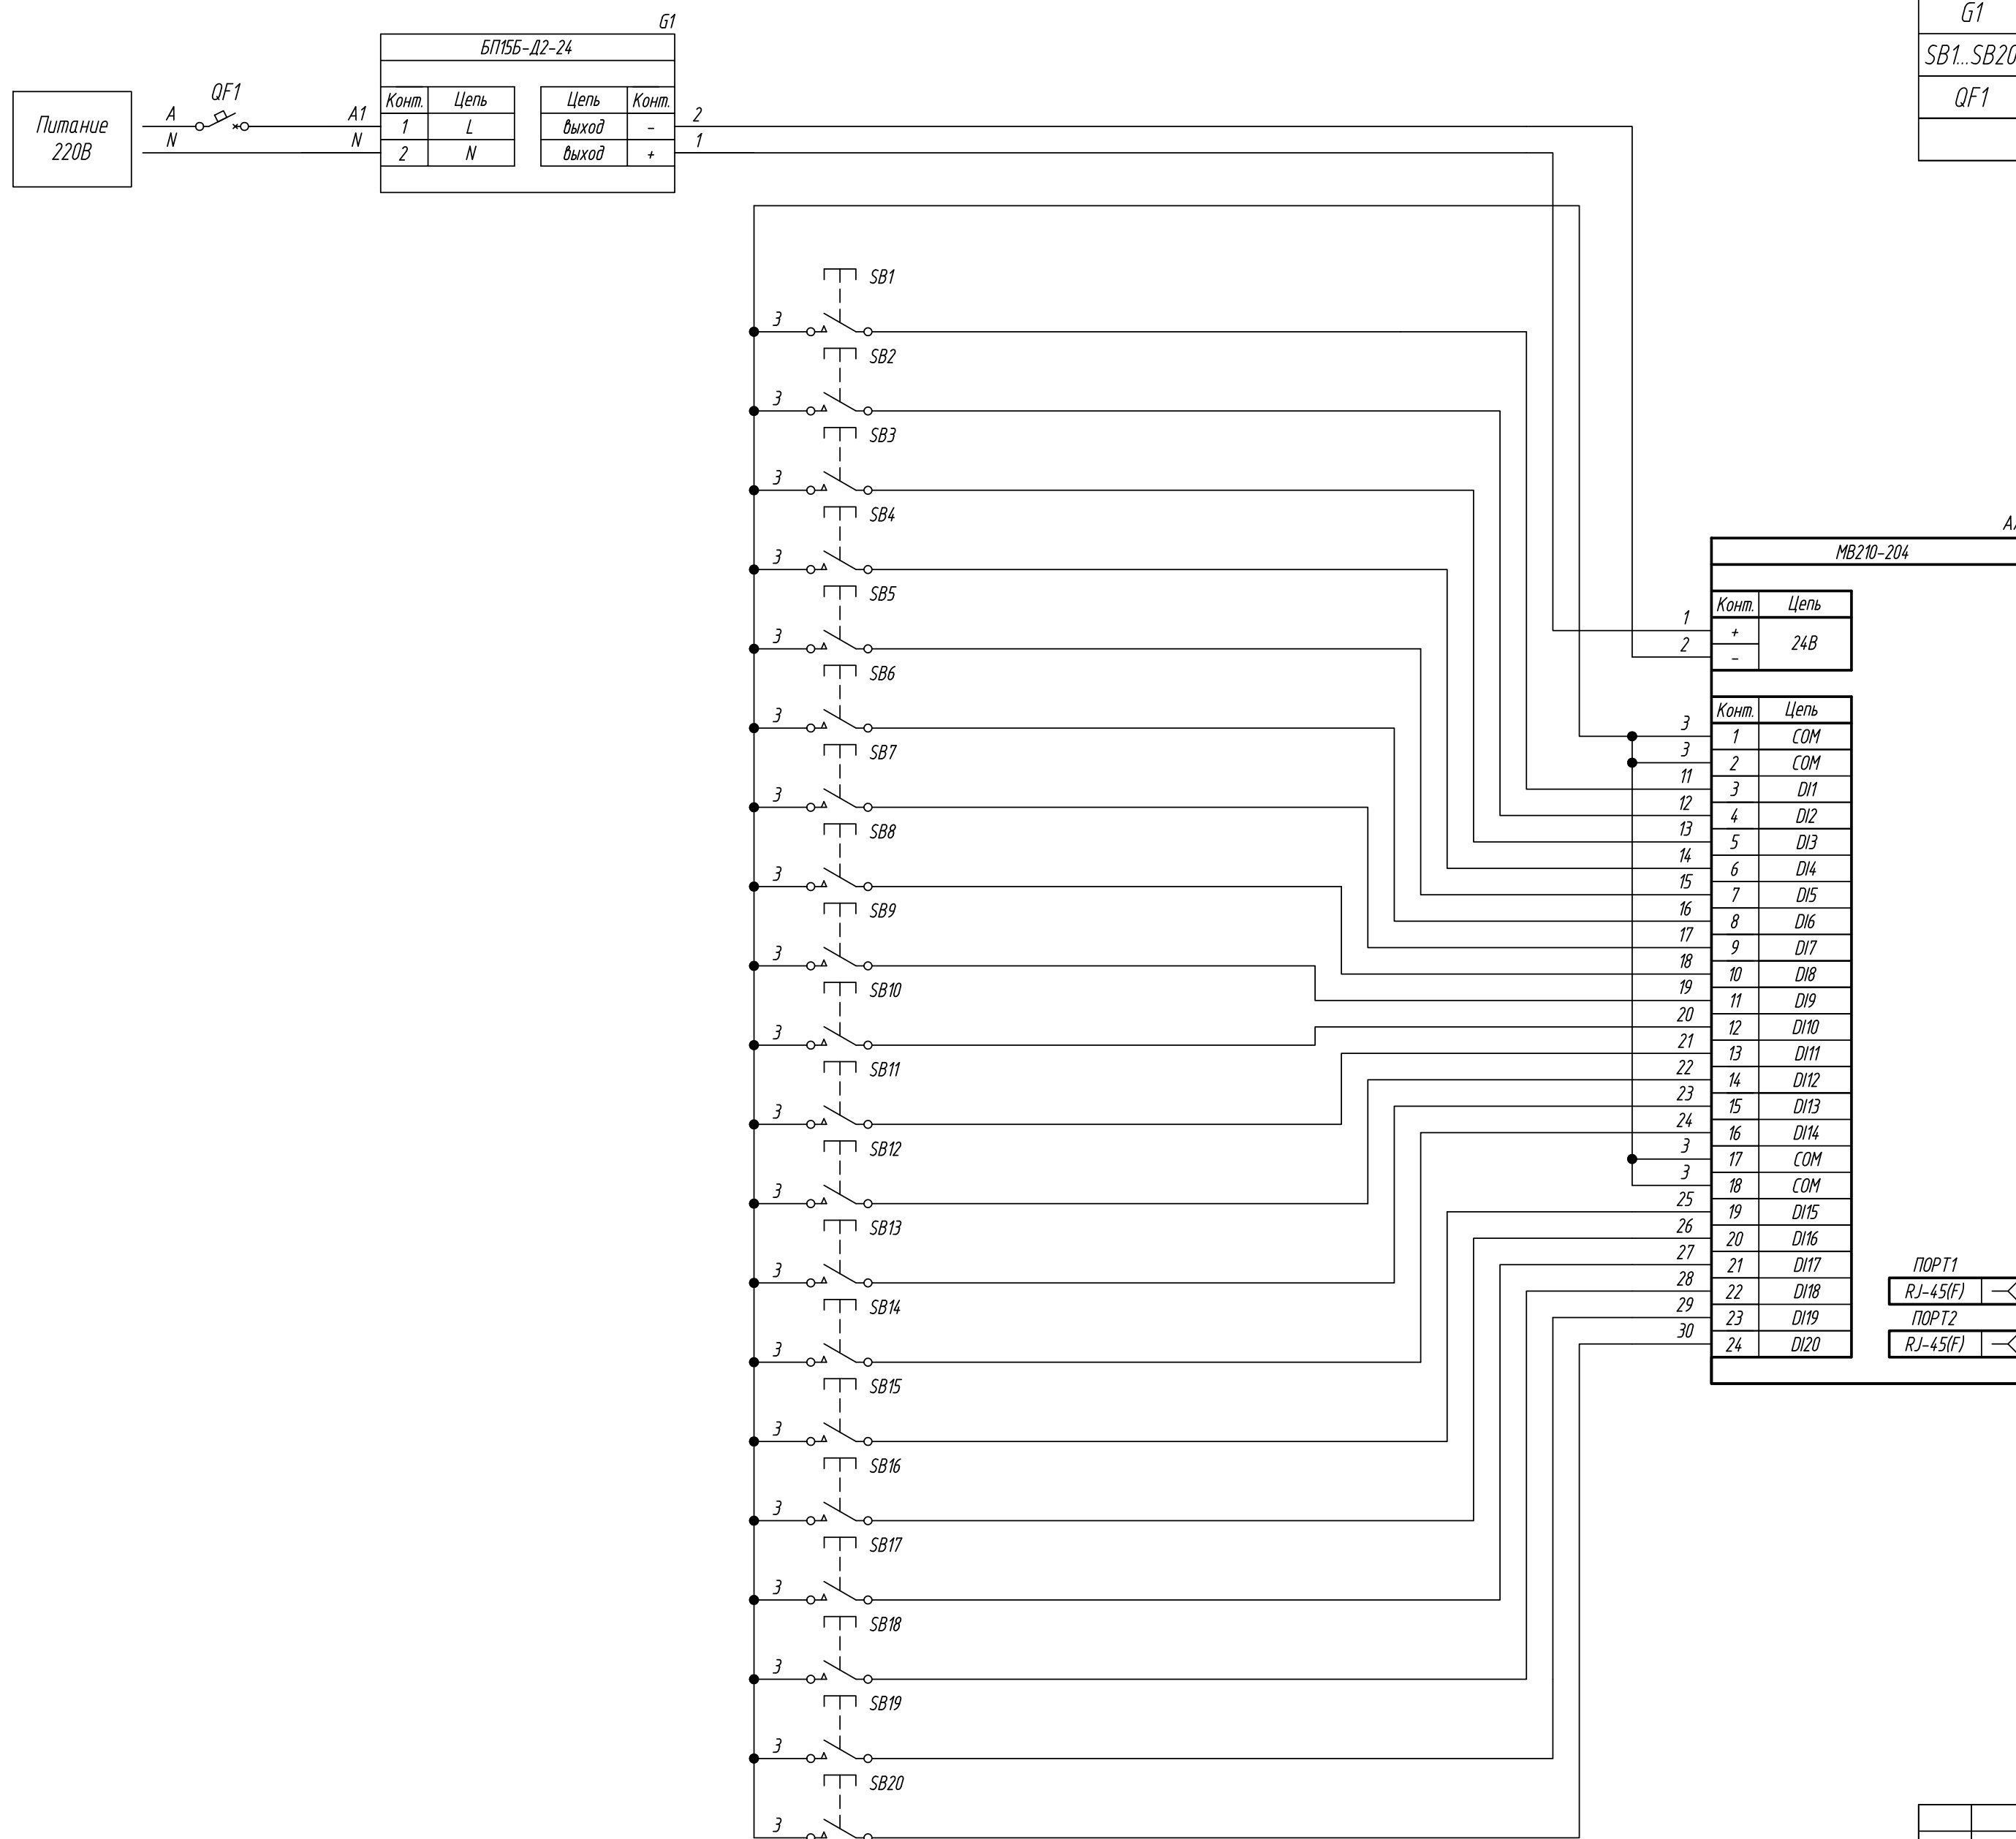 G1
SB1...SB20
QF1
G1
БП15Б-Д2-24
Конт. Цепь
1 L
2 N
Цепь Конт.
выход -
выход +
Питание
220В
A QF1 A1
N N
2
1
SB1
3
SB2
3
SB3
3
SB4
3
SB5
3
SB6
3
SB7
3
SB8
3
SB9
3
SB10
3
SB11
3
SB12
3
SB13
3
SB14
3
SB15
3
SB16
3
SB17
3
SB18
3
SB19
3
SB20
3
МВ210-204
Конт. Цепь
1 + 24В
2 -
Конт. Цепь
3 1 COM
3 2 COM
11 3 DI1
12 4 DI2
13 5 DI3
14 6 DI4
15 7 DI5
16 8 DI6
17 9 DI7
18 10 DI8
19 11 DI9
20 12 DI10
21 13 DI11
22 14 DI12
23 15 DI13
24 16 DI14
3 17 COM
3 18 COM
25 19 DI15
26 20 DI16
27 21 DI17
28 22 DI18
29 23 DI19
30 24 DI20
ПОРТ1
RJ-45(F)
ПОРТ2
RJ-45(F)